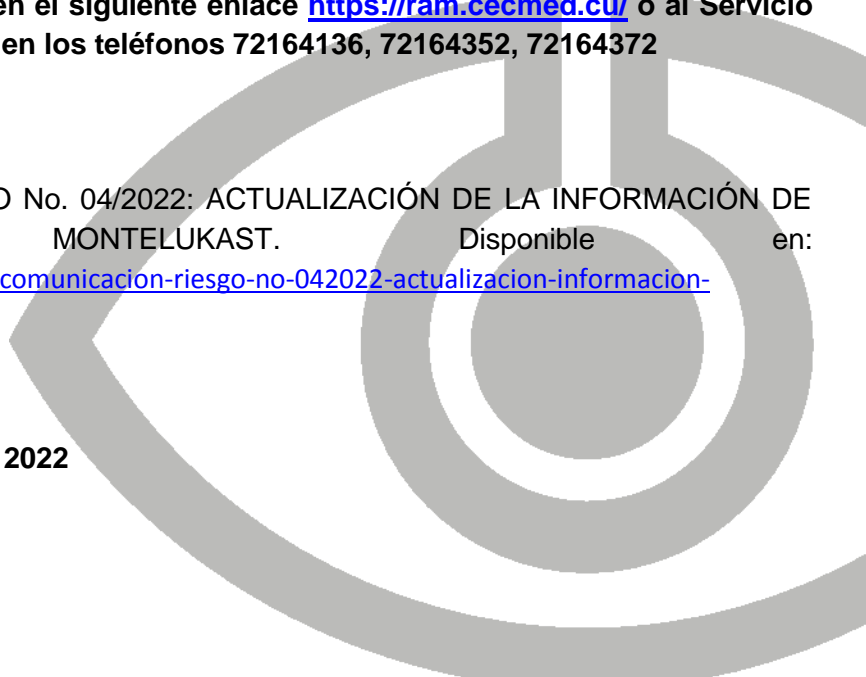 en el siguiente enlace https://ram.cecmed.cu/ o al Servicio
en los teléfonos 72164136, 72164352, 72164372
O No. 04/2022: ACTUALIZACIÓN DE LA INFORMACIÓN DE
MONTELUKAST. Disponible en:
comunicacion-riesgo-no-042022-actualizacion-informacion-
2022